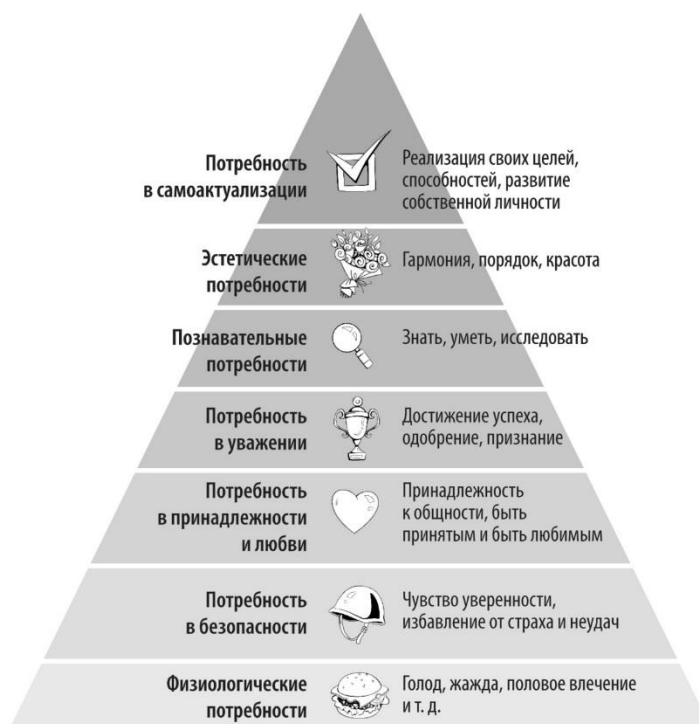 Потребность
в самоактуализации
Реализация своих целей,
способностей, развитие
собственной личности
Эстетические
потребности
Гармония, порядок, красота
Познавательные
потребности
Знать, уметь, исследовать
Потребность
в уважении
Достижение успеха,
одобрение, признание
Потребность
в принадлежности
и любви
Принадлежность
к общности, быть
принятым и быть любимым
Потребность
в безопасности
Чувство уверенности,
избавление от страха и неудач
Физиологические
потребности
Голод, жажда, половое влечение
и т. д.